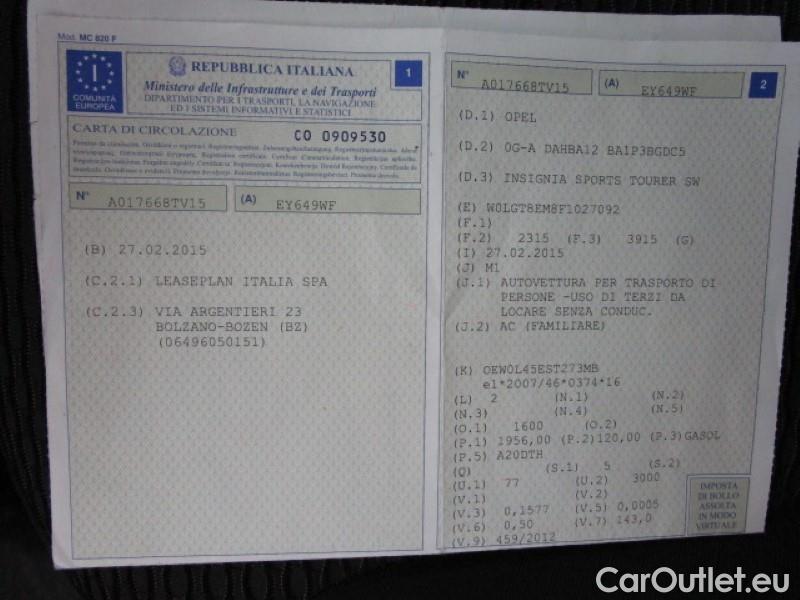 Mod. MC 820 F
I
COMUNITÀ
EUROPEA
REPUBBLICA ITALIANA
1
Ministero delle Infrastrutture e dei Trasporti
DIPARTIMENTO PER I TRASPORTI, LA NAVIGAZIONE
ED I SISTEMI INFORMATIVI E STATISTICI
CARTA DI CIRCOLAZIONE CO 0909530
N° A017668TV15 (A) EY649WF
(B) 27.02.2015
(C.2.1) LEASEPLAN ITALIA SPA
(C.2.3) VIA ARGENTIERI 23
BOLZANO-BOZEN (BZ)
(06496050151)
N° A017668TV15 (A) EY649WF 2
(D.1) OPEL
(D.2) OG-A DAHBA12 BA1P3BGDC5
(D.3) INSIGNIA SPORTS TOURER SW
(E) W0LGT8EM8F1027092
(F.1)
(F.2) 2315 (F.3) 3915 (G)
(I) 27.02.2015
(J) M1
(J.1) AUTOVETTURA PER TRASPORTO DI
PERSONE -USO DI TERZI DA
LOCARE SENZA CONDUC.
(J.2) AC (FAMILIARE)
(K) OEW0L45EST273MB
e1*2007/46*0374*16
(L) 2 (N.1) (N.2)
(N.3) (N.4) (N.5)
(O.1) 1600 (O.2)
(P.1) 1956,00 (P.2)120,00 (P.3)GASOL
(P.5) A20DTH
(Q) (S.1) 5 (S.2)
(U.1) 77 (U.2) 3000
(V.1) (V.2)
(V.3) 0,1577 (V.5) 0,0005
(V.6) 0,50 (V.7) 143,0
(V.9) 459/2012
IMPOSTA
DI BOLLO
ASSOLTA
IN MODO
VIRTUALE
CarOutlet.eu